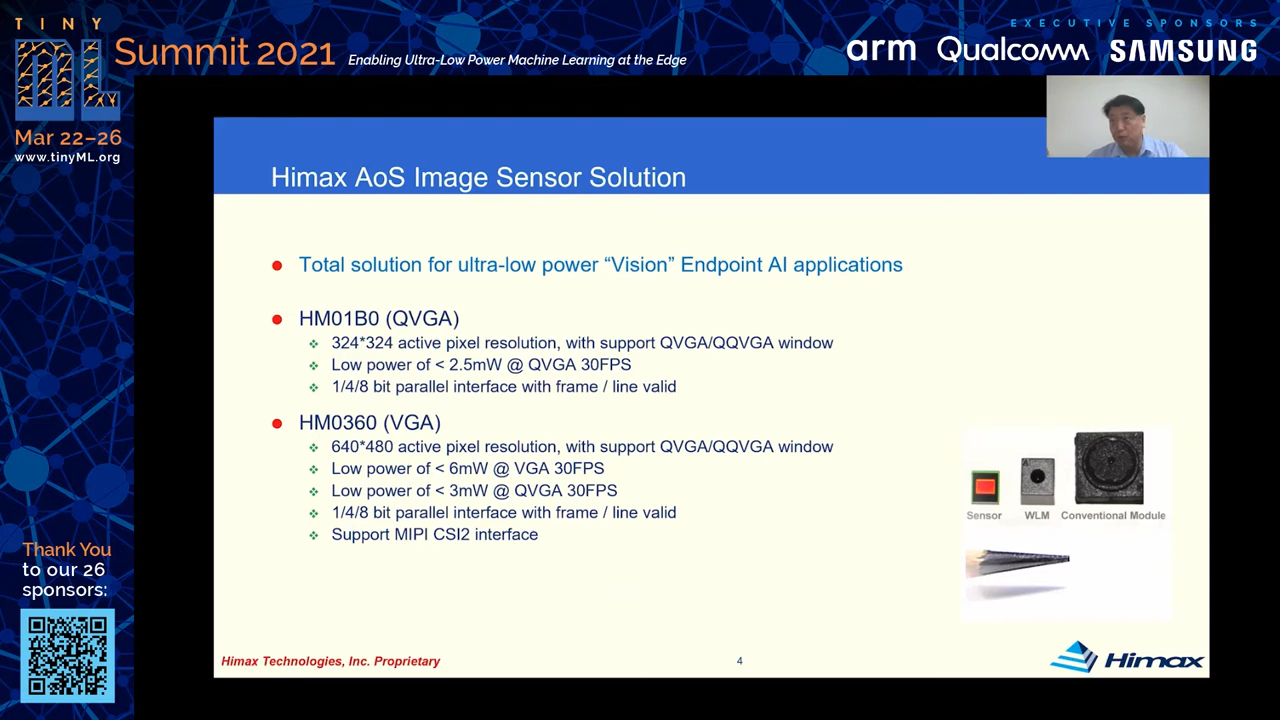 TINY
ML
Summit 2021
Enabling Ultra-Low Power Machine Learning at the Edge
EXECUTIVE SPONSORS
arm
Qualcomm
SAMSUNG
Mar 22–26
www.tinyML.org
Himax AoS Image Sensor Solution
Total solution for ultra-low power “Vision” Endpoint AI applications
HM01B0 (QVGA)
324*324 active pixel resolution, with support QVGA/QQVGA window
Low power of < 2.5mW @ QVGA 30FPS
1/4/8 bit parallel interface with frame / line valid
HM0360 (VGA)
640*480 active pixel resolution, with support QVGA/QQVGA window
Low power of < 6mW @ VGA 30FPS
Low power of < 3mW @ QVGA 30FPS
1/4/8 bit parallel interface with frame / line valid
Support MIPI CSI2 interface
Sensor
WLM
Conventional Module
Thank You
to our 26
sponsors:
Himax Technologies, Inc. Proprietary
4
Himax